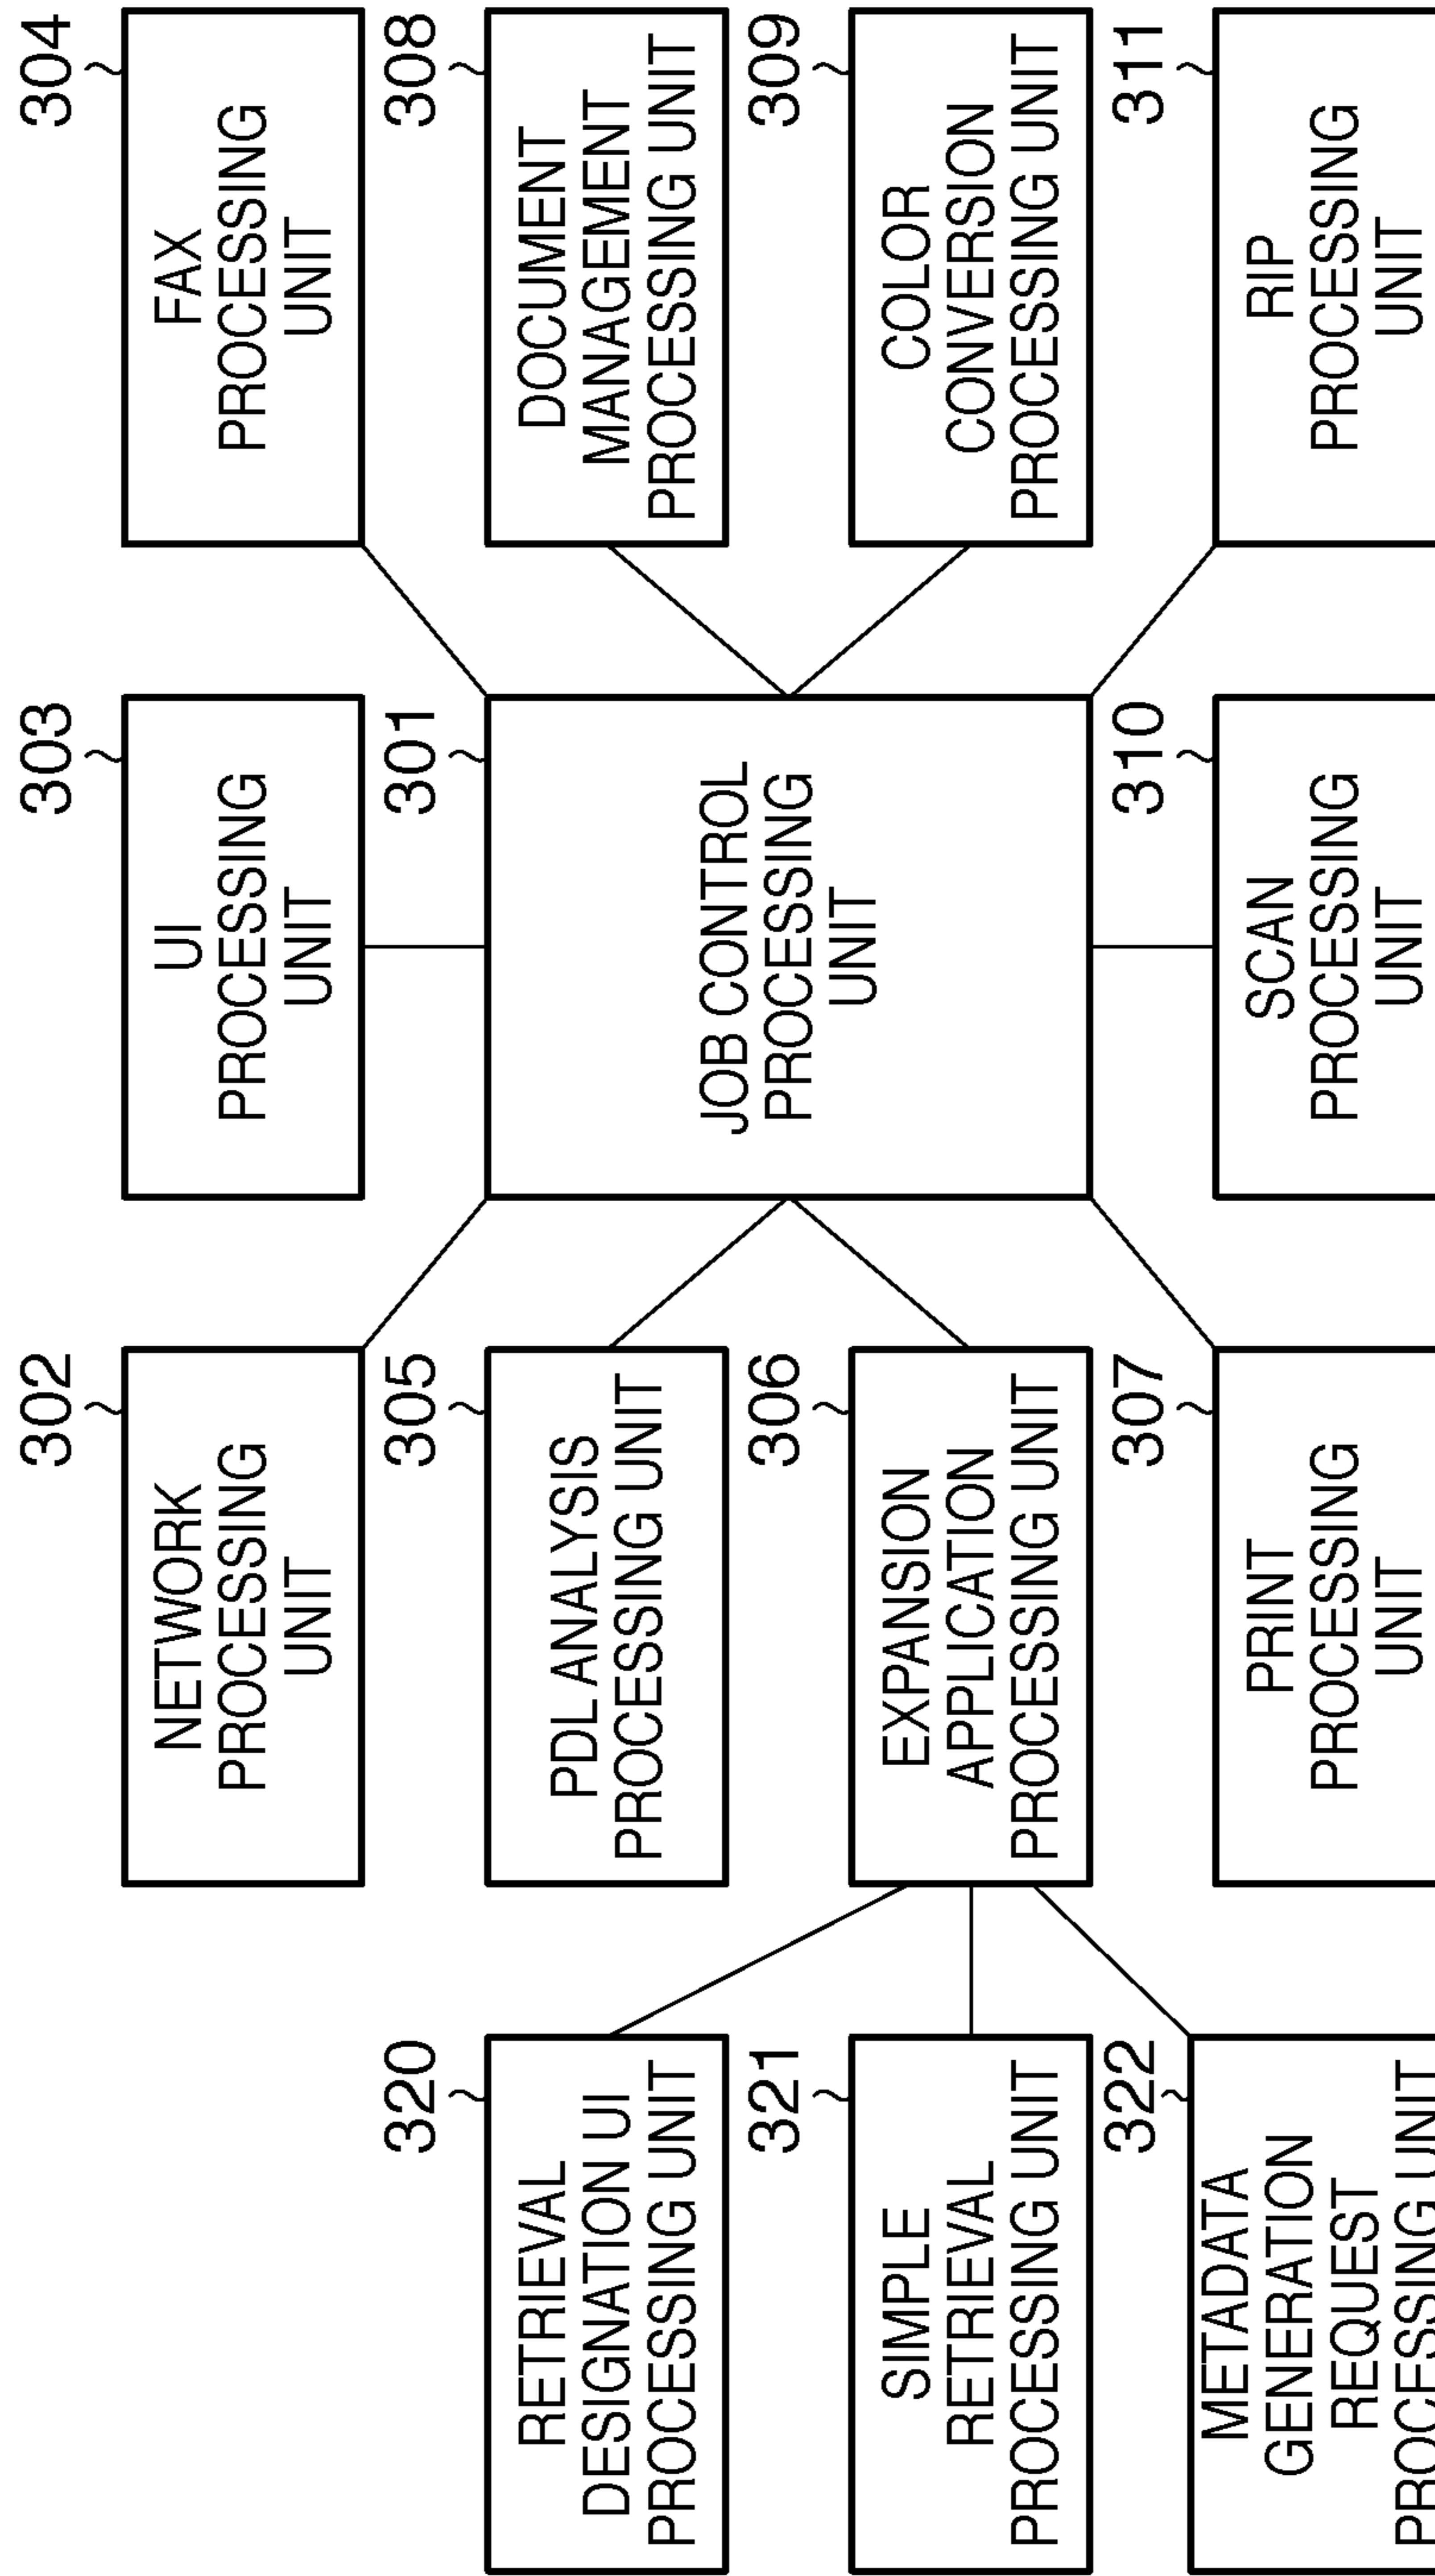 302
NETWORK
PROCESSING
UNIT
303
UI
PROCESSING
UNIT
304
FAX
PROCESSING
UNIT
320
RETRIEVAL
DESIGNATION UI
PROCESSING UNIT
305
PDL ANALYSIS
PROCESSING UNIT
301
JOB CONTROL
PROCESSING
UNIT
308
DOCUMENT
MANAGEMENT
PROCESSING UNIT
321
SIMPLE
RETRIEVAL
PROCESSING UNIT
306
EXPANSION
APPLICATION
PROCESSING UNIT
309
COLOR
CONVERSION
PROCESSING UNIT
322
METADATA
GENERATION
REQUEST
PROCESSING UNIT
307
PRINT
PROCESSING
UNIT
310
SCAN
PROCESSING
UNIT
311
RIP
PROCESSING
UNIT